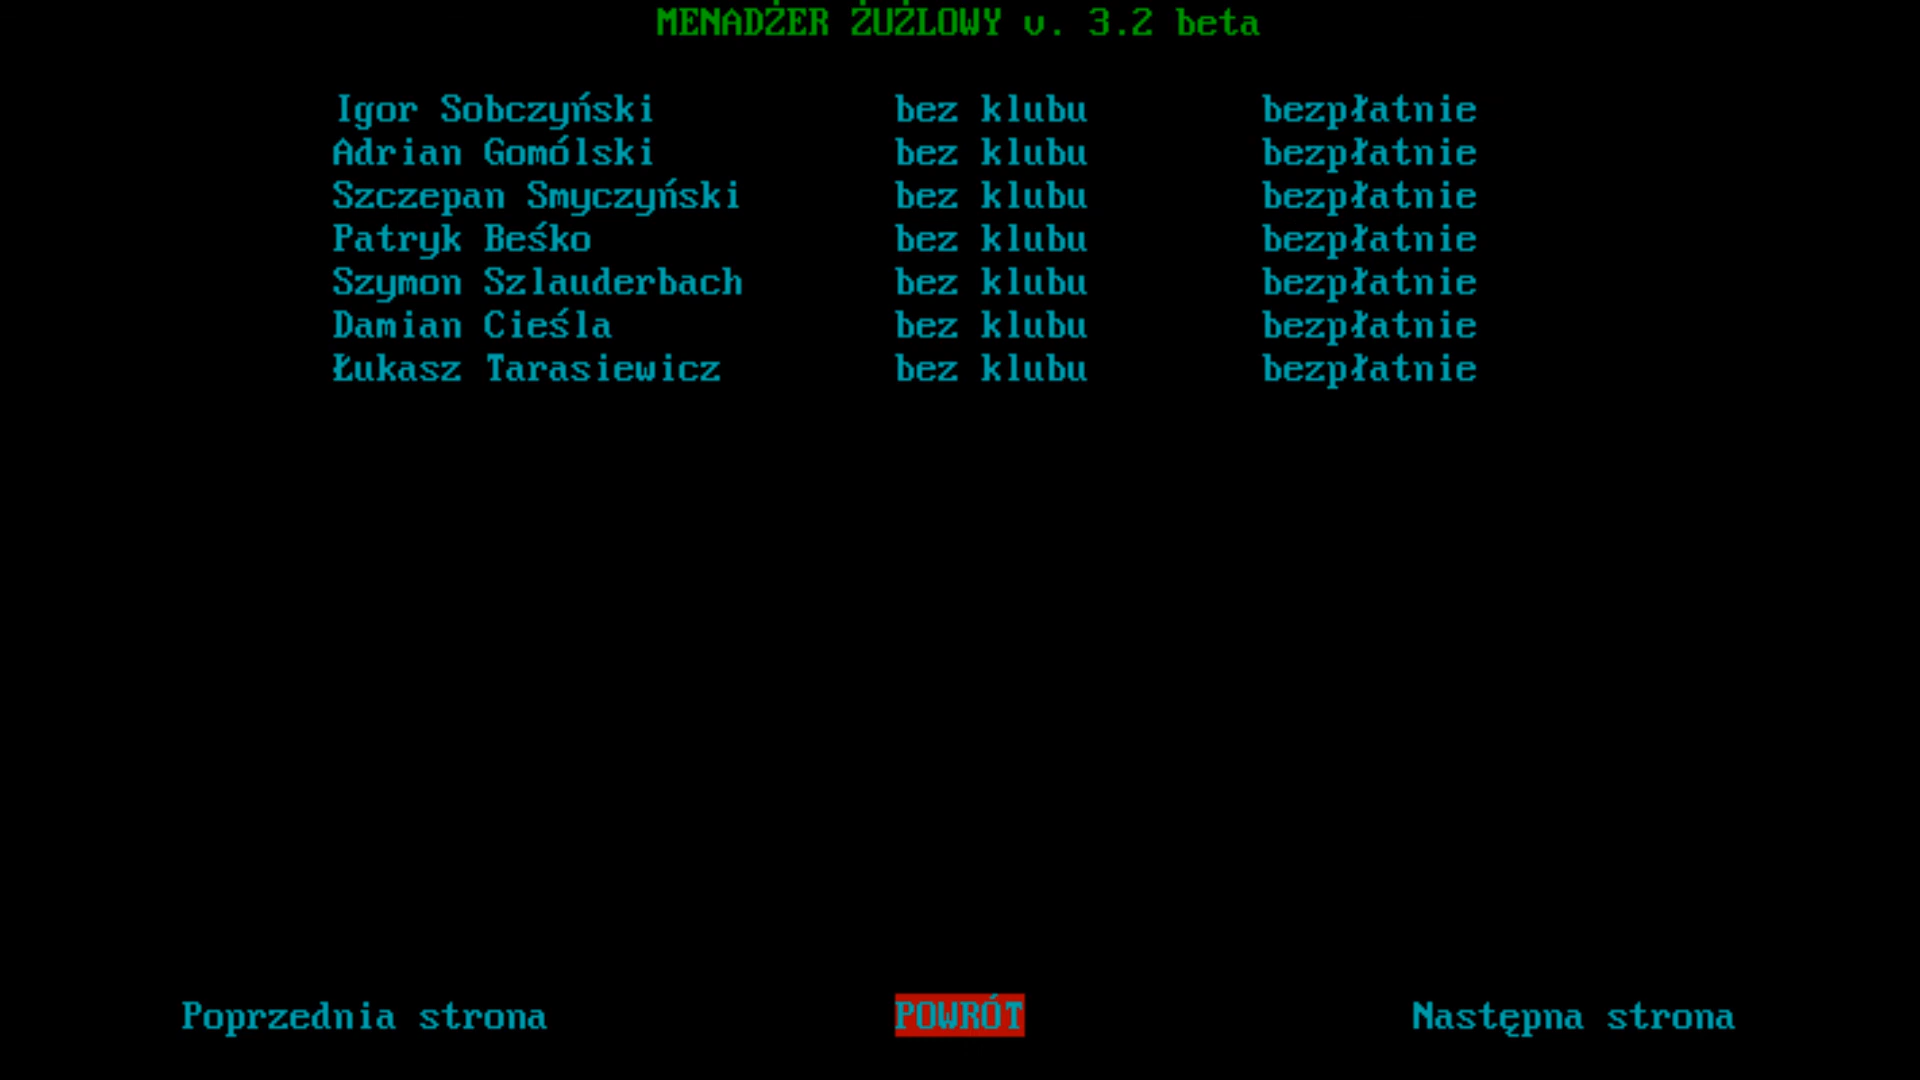 MENADŻER ŻUŻLOWY v. 3.2 beta
Igor Sobczyński bez klubu bezpłatnie
Adrian Gomólski bez klubu bezpłatnie
Szczepan Smyczyński bez klubu bezpłatnie
Patryk Beśko bez klubu bezpłatnie
Szymon Szlauderbach bez klubu bezpłatnie
Damian Cieśla bez klubu bezpłatnie
Łukasz Tarasiewicz bez klubu bezpłatnie
Poprzednia strona POWRÓT Następna strona